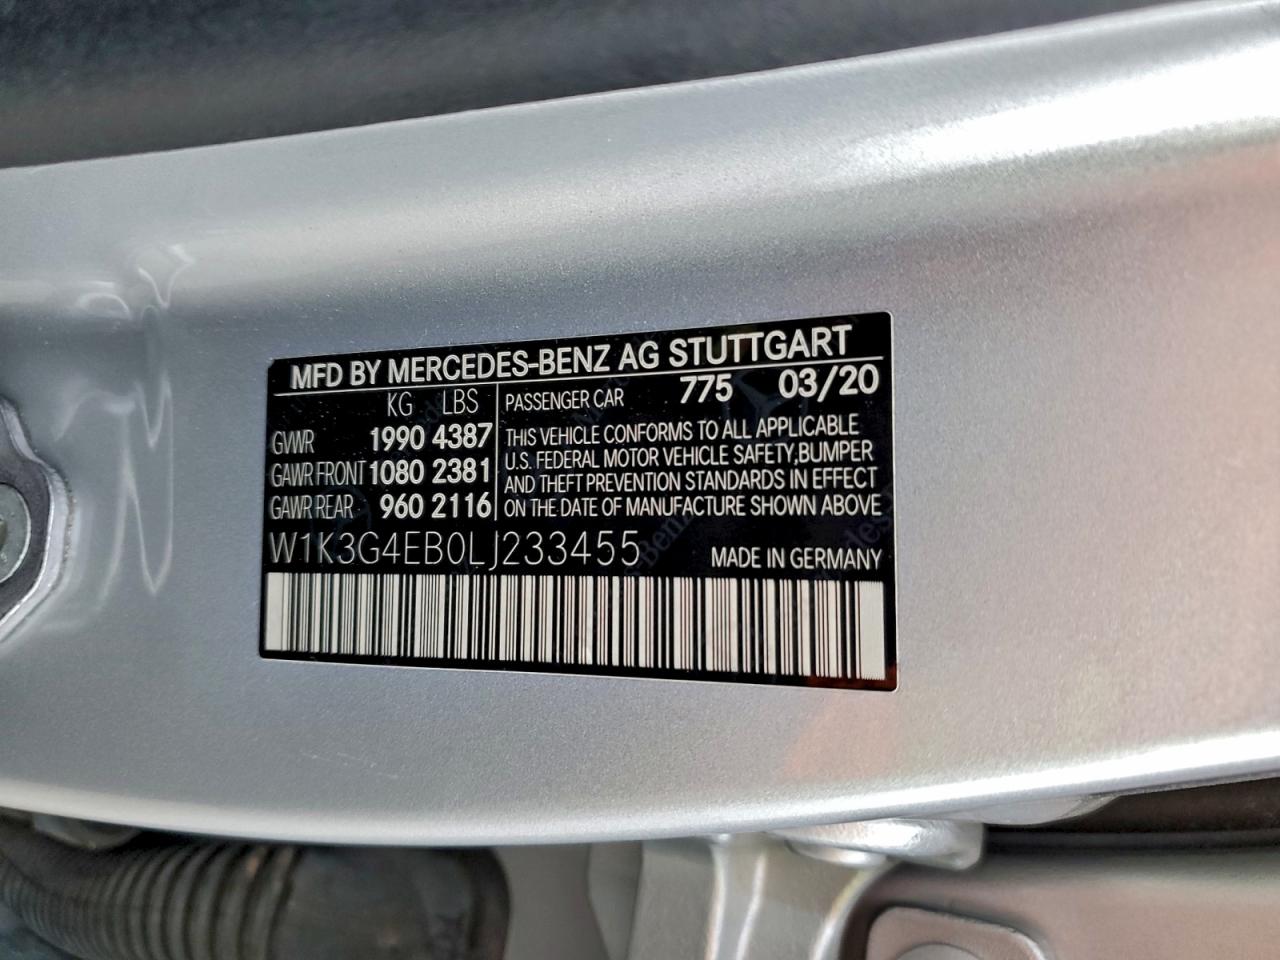 MFD BY MERCEDES-BENZ AG STUTTGART
KG LBS
GVWR 1990 4387
GAWR FRONT 1080 2381
GAWR REAR 960 2116
PASSENGER CAR 775 03/20
THIS VEHICLE CONFORMS TO ALL APPLICABLE
U.S. FEDERAL MOTOR VEHICLE SAFETY,BUMPER
AND THEFT PREVENTION STANDARDS IN EFFECT
ON THE DATE OF MANUFACTURE SHOWN ABOVE
W1K3G4EB0LJ233455
MADE IN GERMANY